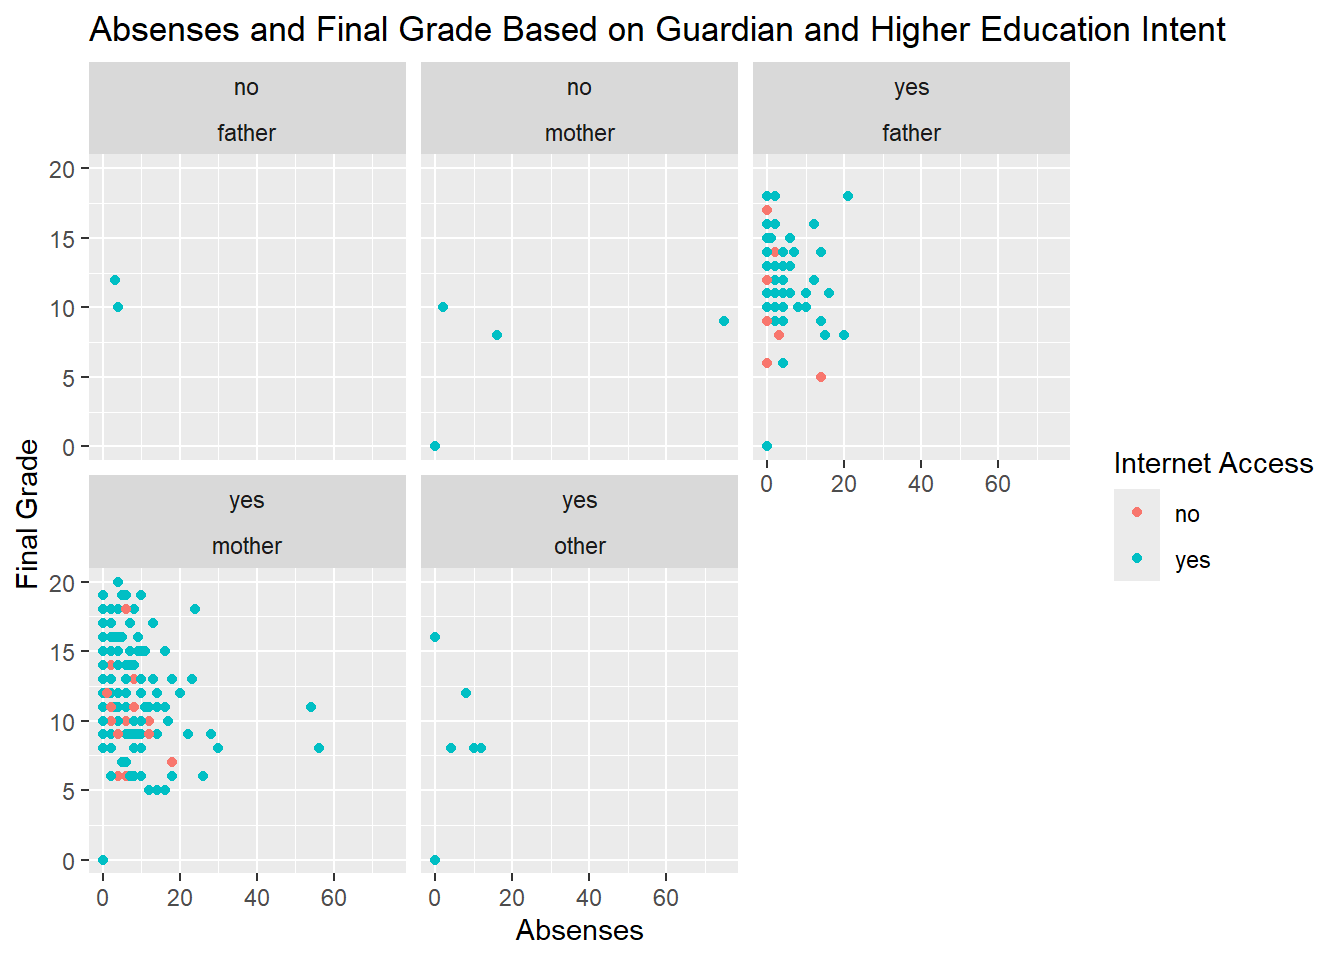 Absenses and Final Grade Based on Guardian and Higher Education Intent
no
father
no
mother
yes
father
20
15
10
5
0
0 20 40 60
Final Grade
yes
mother
yes
other
20
15
10
5
0
0 20 40 60
0 20 40 60
Absenses
Internet Access
no
yes